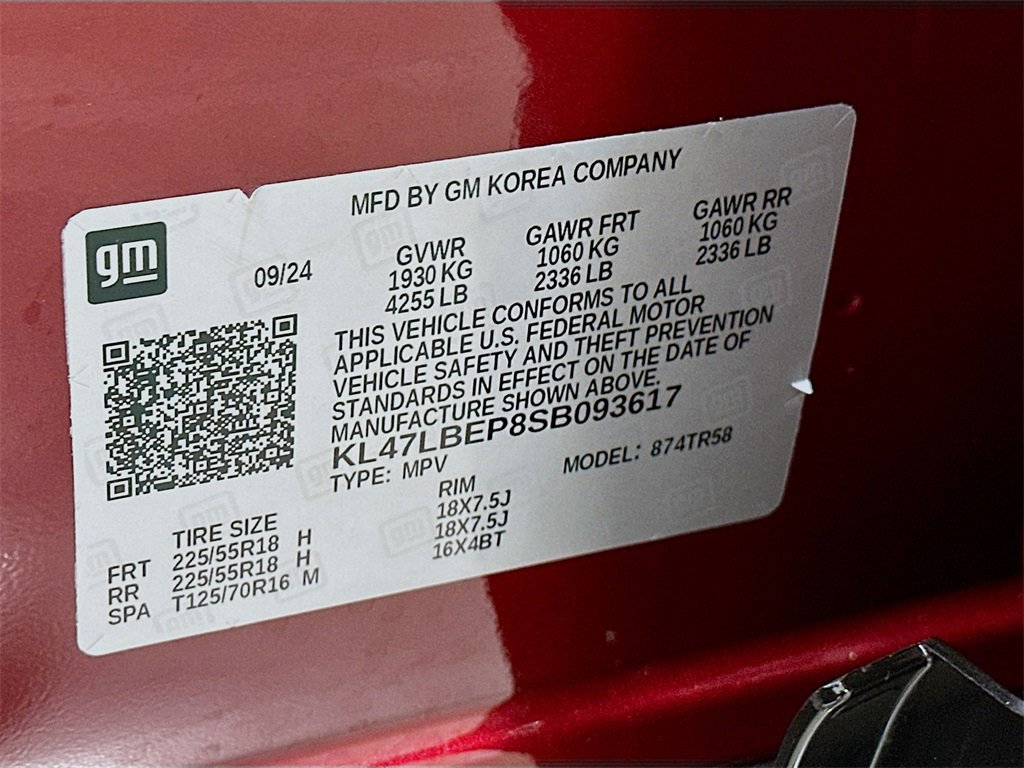 MFD BY GM KOREA COMPANY
gm
09/24
GVWR GAWR FRT GAWR RR
1930 KG 1060 KG 1060 KG
4255 LB 2336 LB 2336 LB
THIS VEHICLE CONFORMS TO ALL
APPLICABLE U.S. FEDERAL MOTOR
VEHICLE SAFETY AND THEFT PREVENTION
STANDARDS IN EFFECT ON THE DATE OF
MANUFACTURE SHOWN ABOVE.
KL47LBEP8SB093617
TYPE: MPV MODEL: 874TR58
TIRE SIZE RIM
FRT 225/55R18 H 18X7.5J
RR 225/55R18 H 18X7.5J
SPA T125/70R16 M 16X4BT